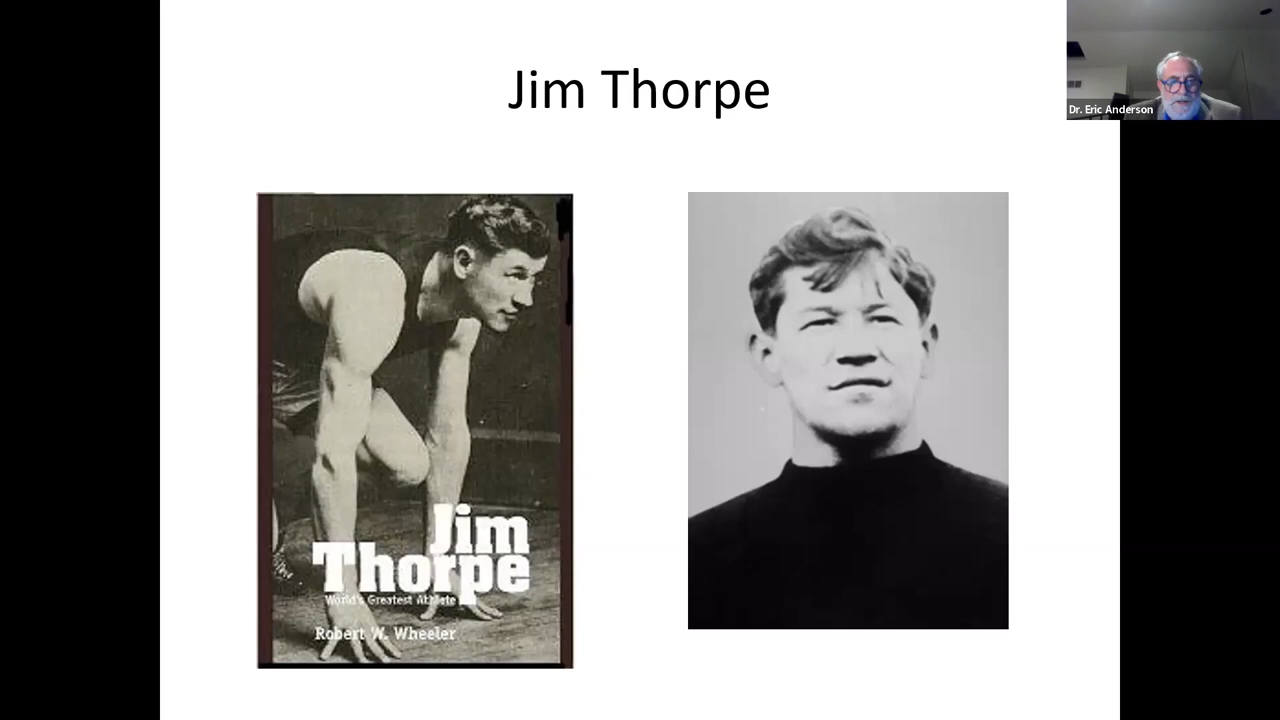 Jim Thorpe
Dr. Eric Anderson
Jim
Thorpe
World's Greatest Athlete
Robert W. Wheeler